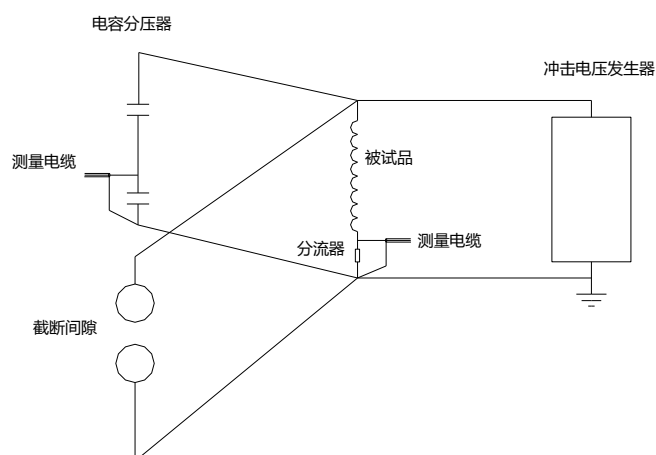 电容分压器
冲击电压发生器
测量电缆
被试品
分流器
测量电缆
截断间隙